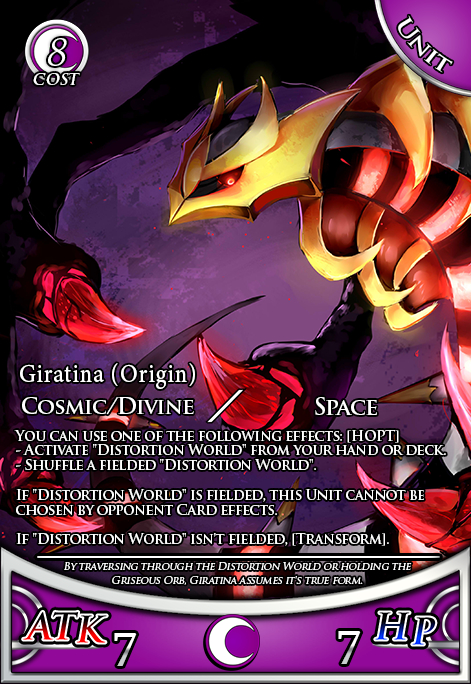 8
COST
UNIT
Giratina (Origin)
Cosmic/Divine / Space
You can use one of the following effects: [HOPT]
- Activate "Distortion World" from your hand or deck.
- Shuffle a fielded "Distortion World".
If "Distortion World" is fielded, this Unit cannot be
chosen by opponent Card effects.
If "Distortion World" isn't fielded, [Transform].
By traversing through the Distortion World or holding the
Griseous Orb, Giratina assumes it's true form.
ATK 7 7 HP